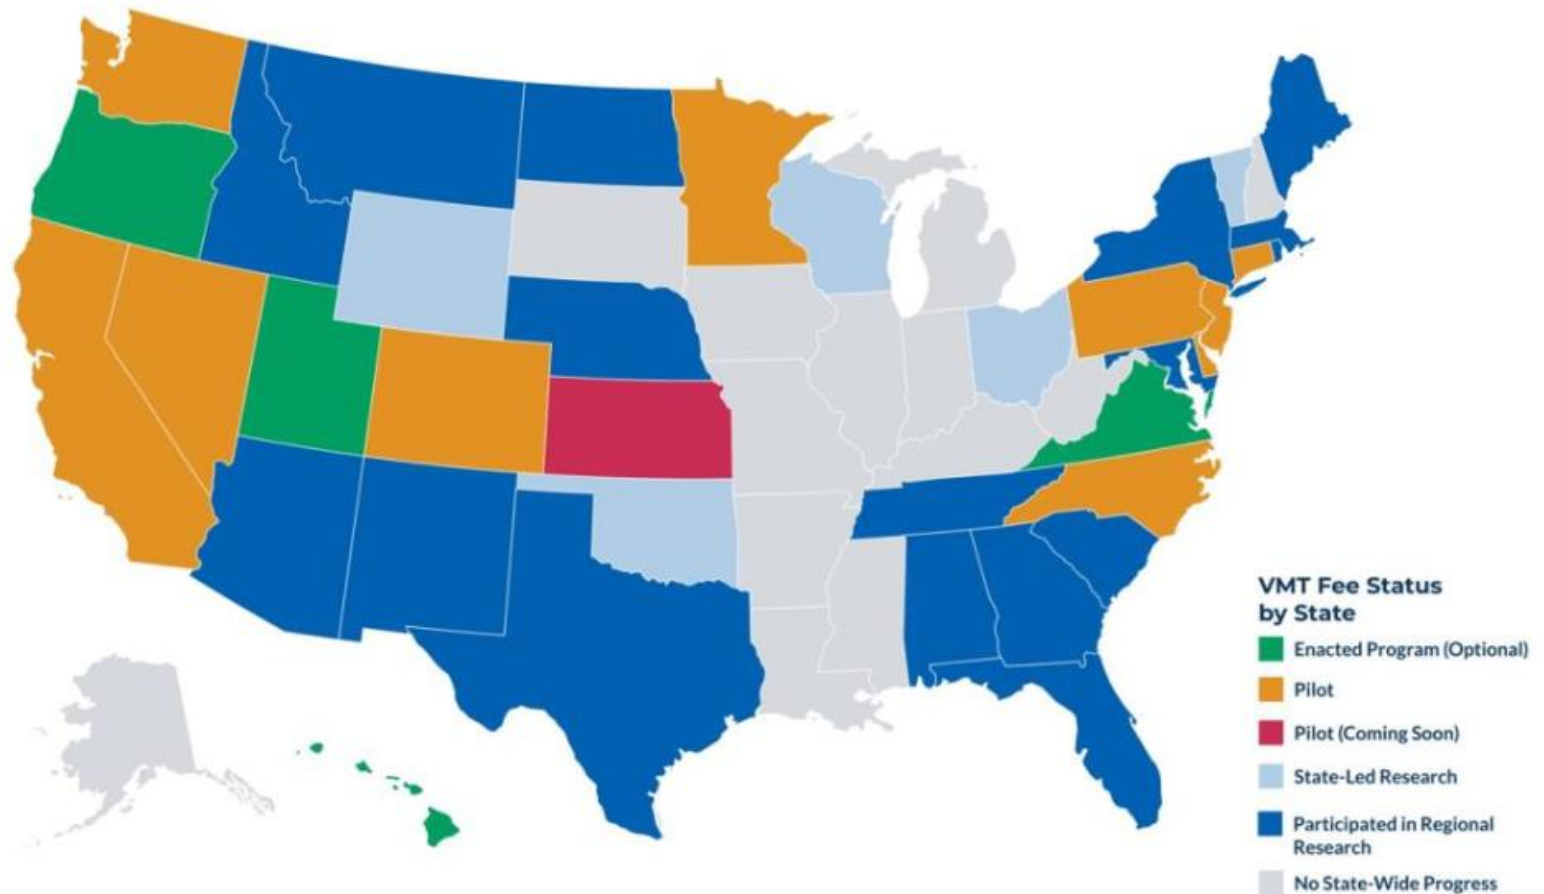 VMT Fee Status
by State
Enacted Program (Optional)
Pilot
Pilot (Coming Soon)
State-Led Research
Participated in Regional
Research
No State-Wide Progress